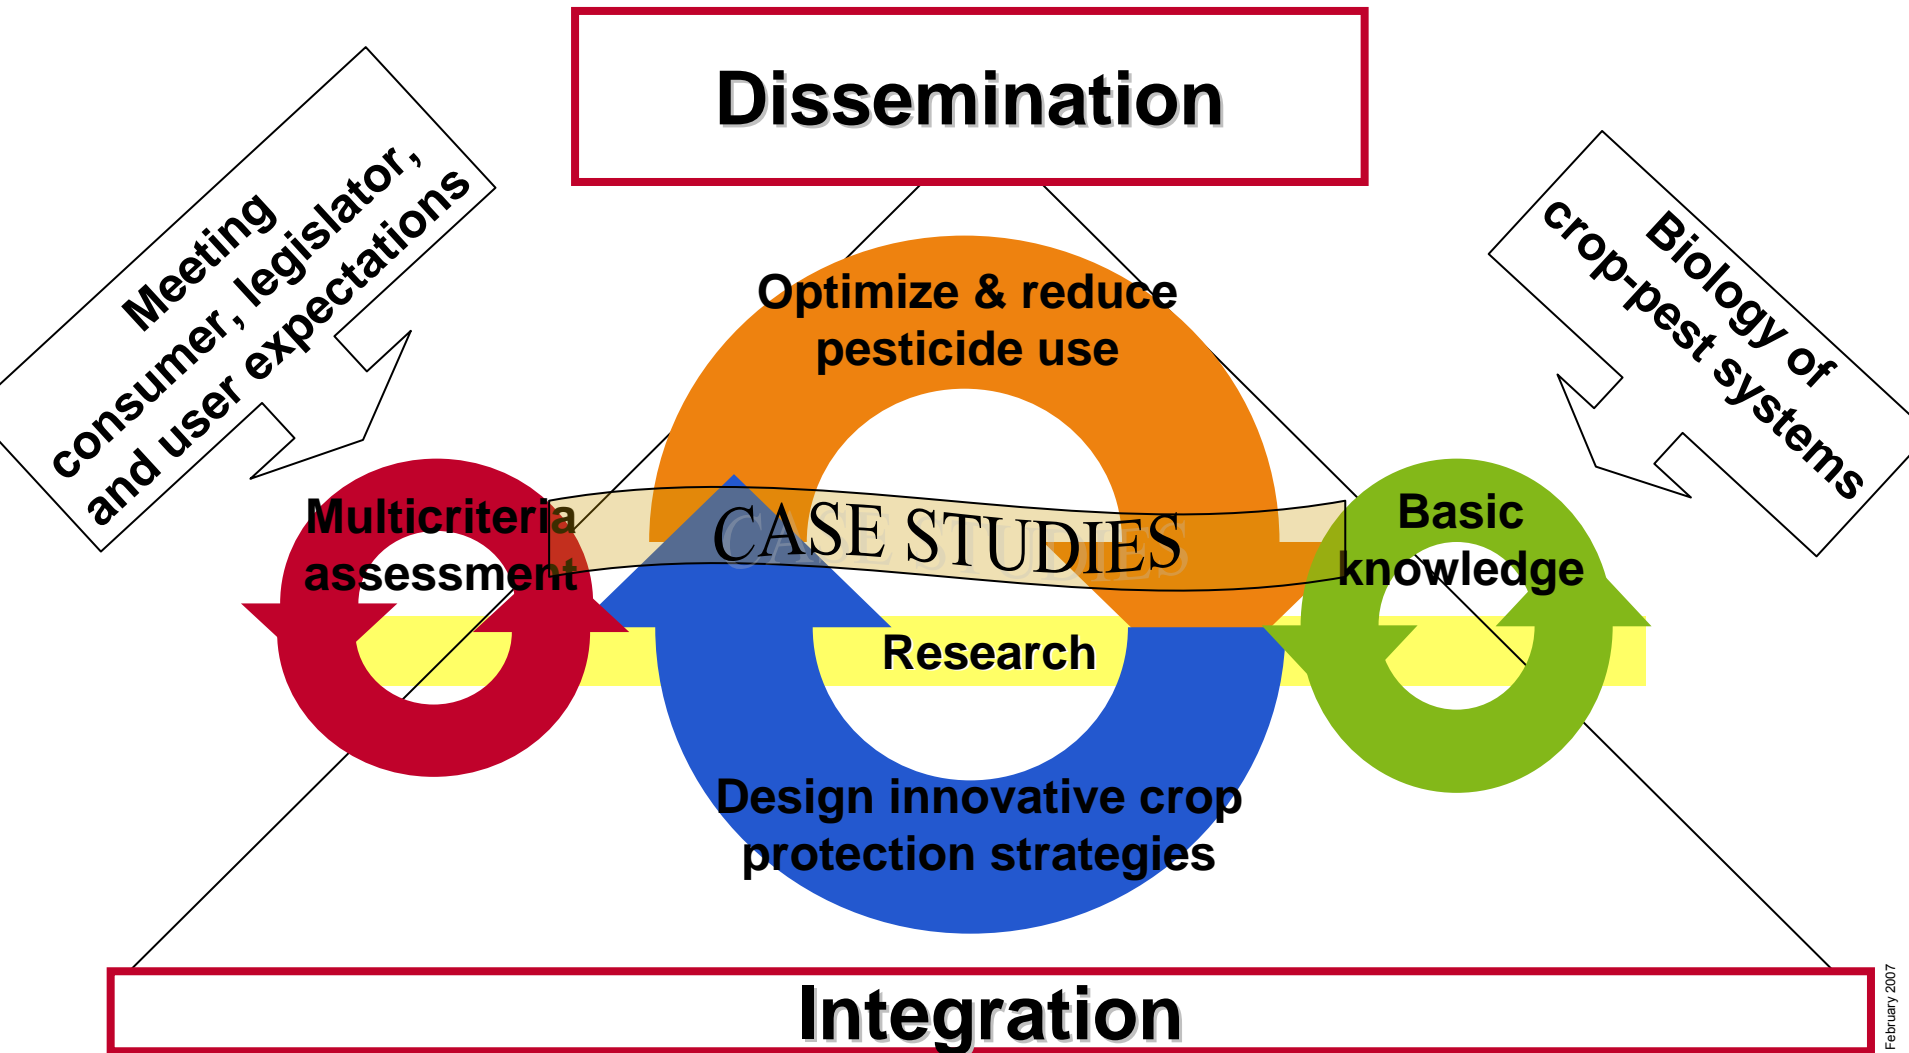 Dissemination
Meeting
consumer, legislator,
and user expectations
Biology of
crop-pest systems
Optimize & reduce
pesticide use
Multicriteria
assessment
CASE STUDIES
Basic
knowledge
Research
Design innovative crop
protection strategies
Integration
February 2007